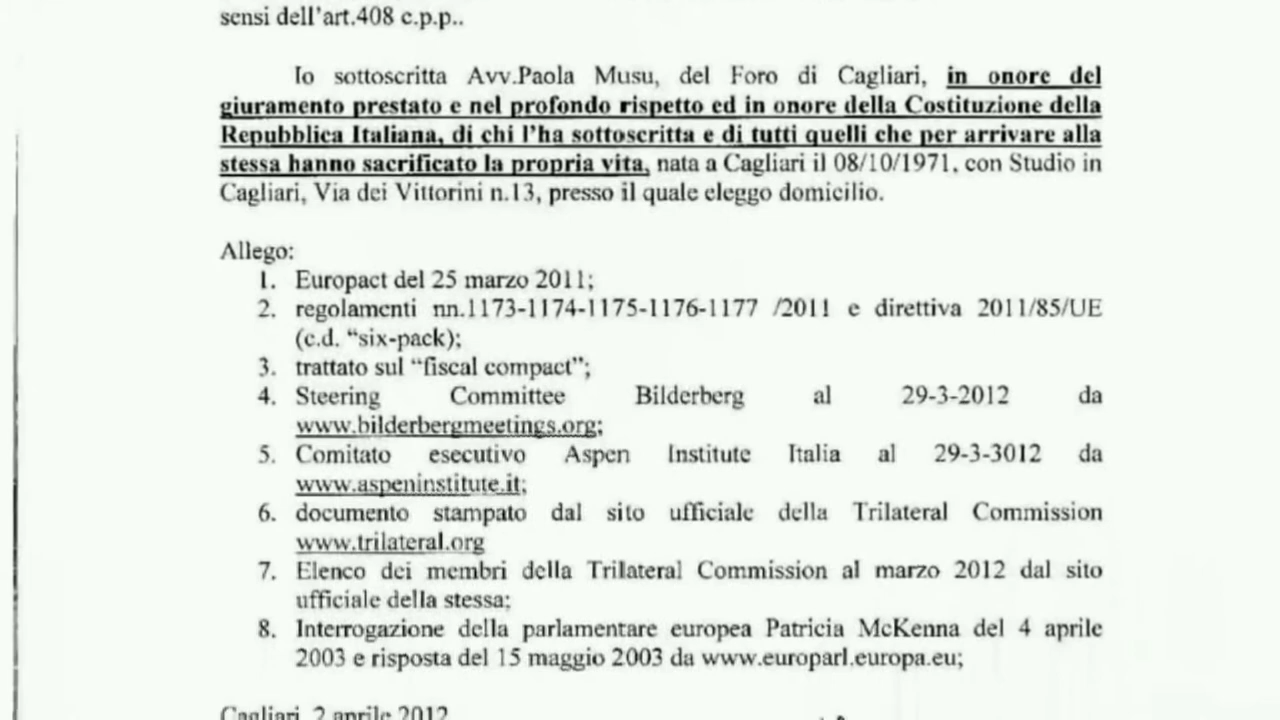 sensi dell'art.408 c.p.p..
Io sottoscritta Avv.Paola Musu, del Foro di Cagliari, in onore del
giuramento prestato e nel profondo rispetto ed in onore della Costituzione della
Repubblica Italiana, di chi l'ha sottoscritta e di tutti quelli che per arrivare alla
stessa hanno sacrificato la propria vita, nata a Cagliari il 08/10/1971, con Studio in
Cagliari, Via dei Vittorini n.13, presso il quale eleggo domicilio.
Allego:
1. Europact del 25 marzo 2011;
2. regolamenti nn.1173-1174-1175-1176-1177 /2011 e direttiva 2011/85/UE
(c.d. "six-pack);
3. trattato sul "fiscal compact";
4. Steering Committee Bilderberg al 29-3-2012 da
www.bilderbergmeetings.org;
5. Comitato esecutivo Aspen Institute Italia al 29-3-3012 da
www.aspeninstitute.it;
6. documento stampato dal sito ufficiale della Trilateral Commission
www.trilateral.org
7. Elenco dei membri della Trilateral Commission al marzo 2012 dal sito
ufficiale della stessa;
8. Interrogazione della parlamentare europea Patricia McKenna del 4 aprile
2003 e risposta del 15 maggio 2003 da www.europarl.europa.eu;
Cagliari, 2 aprile 2012